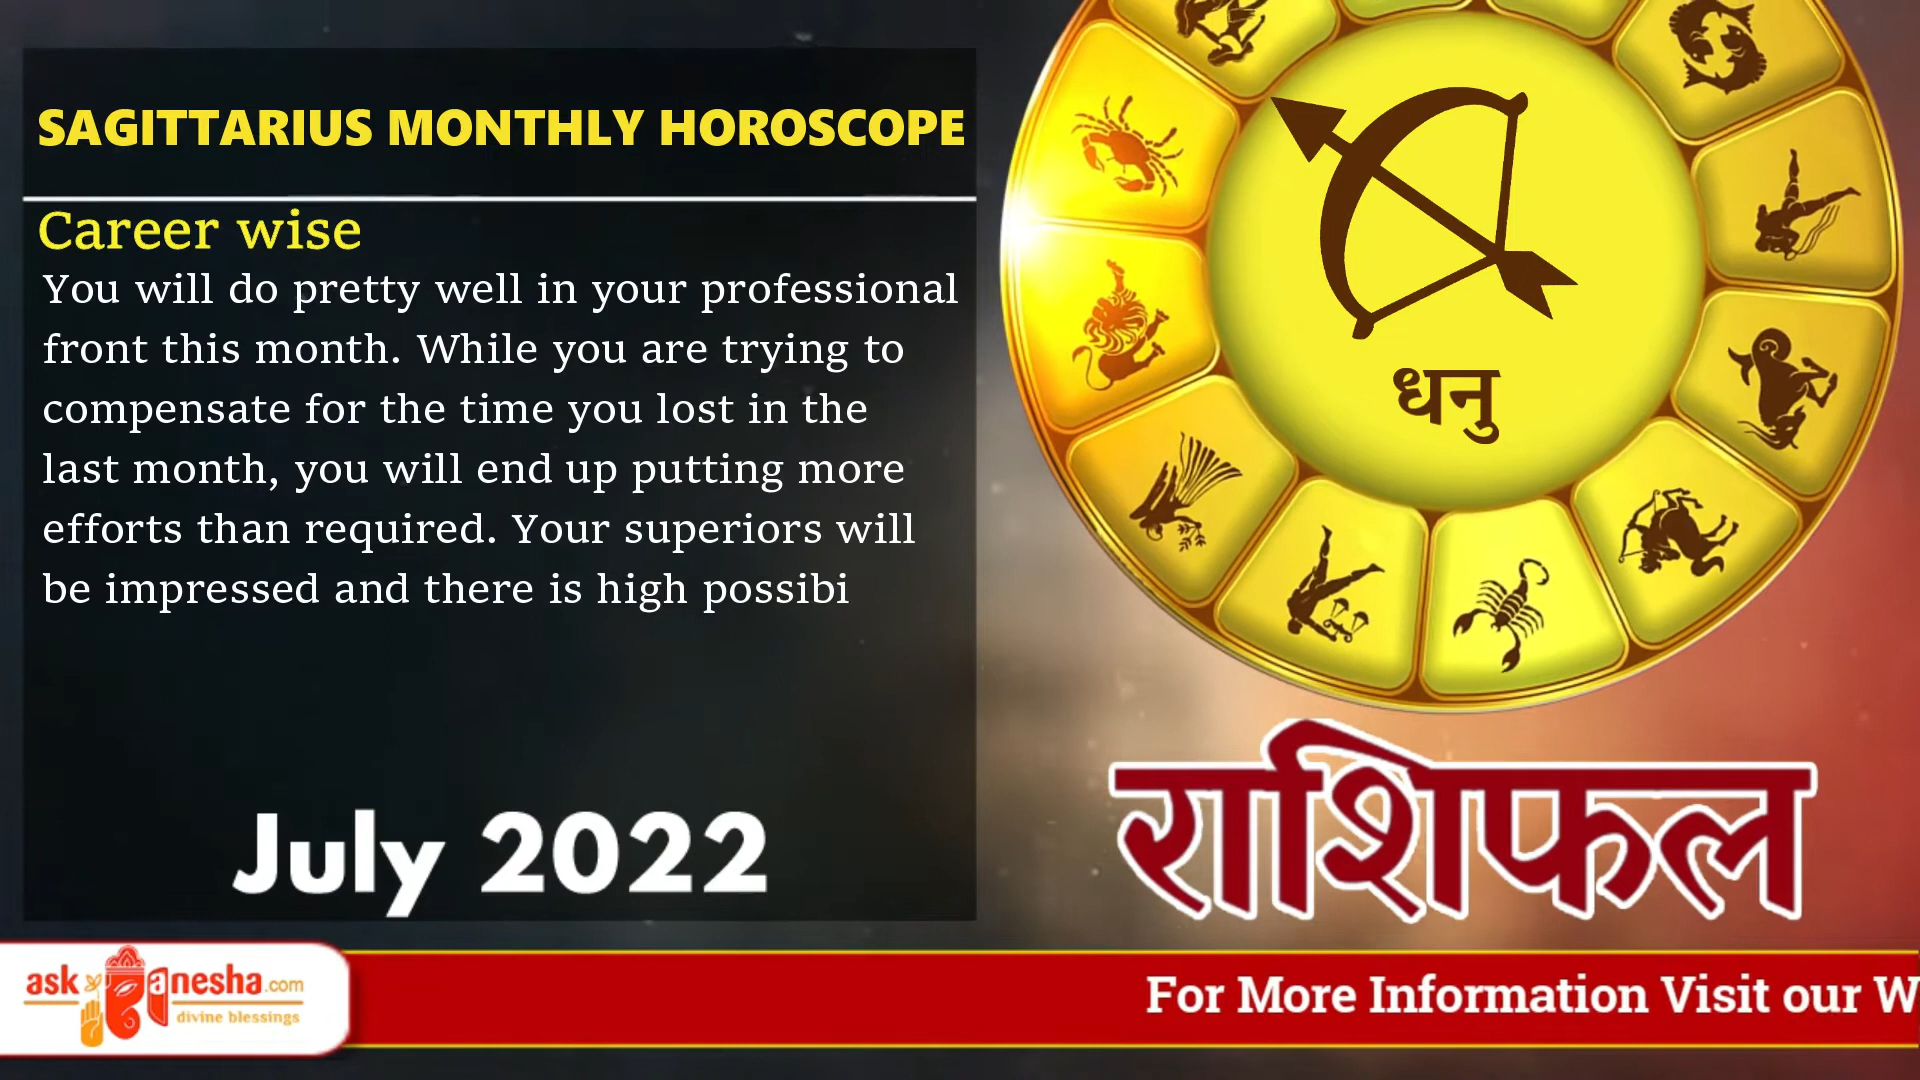 SAGITTARIUS MONTHLY HOROSCOPE
Career wise
You will do pretty well in your professional
front this month. While you are trying to
compensate for the time you lost in the
last month, you will end up putting more
efforts than required. Your superiors will
be impressed and there is high possibi
July 2022
धनु
राशिफल
ask Ganesha.com
divine blessings
For More Information Visit our W